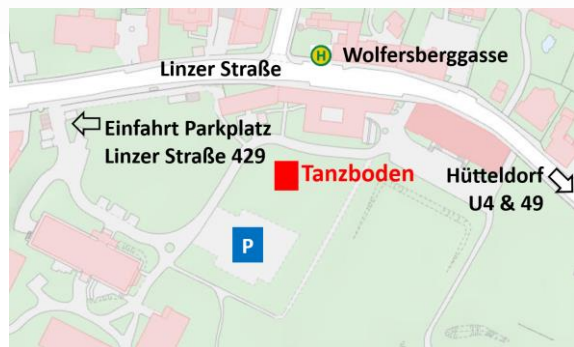 H Wolfersberggasse
Linzer Straße
Einfahrt Parkplatz
Linzer Straße 429
Tanzboden
Hütteldorf
U4 & 49
P